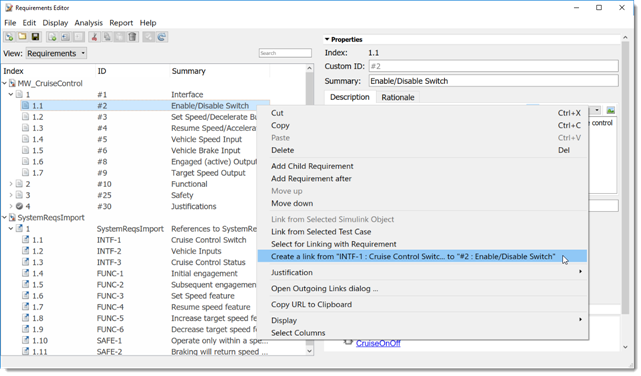 Requirements Editor
File Edit Display Analysis Report Help
View: Requirements
Search
Index ID Summary
MW_CruiseControl
1 #1 Interface
1.1 #2 Enable/Disable Switch
1.2 #3 Set Speed/Decelerate Bu
1.3 #4 Resume Speed/Accelera
1.4 #5 Vehicle Speed Input
1.5 #6 Vehicle Brake Input
1.6 #8 Engaged (active) Output
1.7 #9 Target Speed Output
2 #10 Functional
3 #25 Safety
4 #30 Justifications
SystemReqsImport
1 SystemReqsImport References to SystemRe
1.1 INTF-1 Cruise Control Switch
1.2 INTF-2 Vehicle Inputs
1.3 INTF-3 Cruise Control Status
1.4 FUNC-1 Initial engagement
1.5 FUNC-2 Subsequent engagemen
1.6 FUNC-3 Set Speed feature
1.7 FUNC-4 Resume speed feature
1.8 FUNC-5 Increase target speed fe
1.9 FUNC-6 Decrease target speed f
1.10 SAFE-1 Operate only within a spe
1.11 SAFE-2 Braking will return speed
Properties
Index: 1.1
Custom ID: #2
Summary: Enable/Disable Switch
Description Rationale
control
Cut Ctrl+X
Copy Ctrl+C
Paste Ctrl+V
Delete Del
Add Child Requirement
Add Requirement after
Move up
Move down
Link from Selected Simulink Object
Link from Selected Test Case
Select for Linking with Requirement
Create a link from "INTF-1 : Cruise Control Switc... to "#2 : Enable/Disable Switch"
Justification
Open Outgoing Links dialog ...
Copy URL to Clipboard
Display
Select Columns
CruiseOnOff